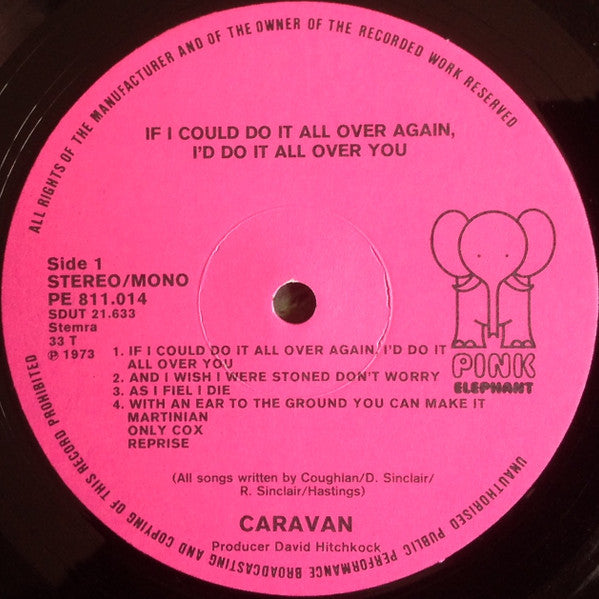 ALL RIGHTS OF THE MANUFACTURER AND OF THE OWNER OF THE RECORDED WORK RESERVED
IF I COULD DO IT ALL OVER AGAIN,
I'D DO IT ALL OVER YOU
Side 1
STEREO/MONO
PE 811.014
SDUT 21.633
Stemra
33 T
℗ 1973
1. IF I COULD DO IT ALL OVER AGAIN. I'D DO IT
ALL OVER YOU
2. AND I WISH I WERE STONED DON'T WORRY
3. AS I FIEL I DIE
4. WITH AN EAR TO THE GROUND YOU CAN MAKE IT
MARTINIAN
ONLY COX
REPRISE
PINK
ELEPHANT
(All songs written by Coughlan/D. Sinclair/
R. Sinclair/Hastings)
CARAVAN
Producer David Hitchkock
UNAUTHORISED PUBLIC PERFORMANCE BROADCASTING AND COPYING OF THIS RECORD PROHIBITED